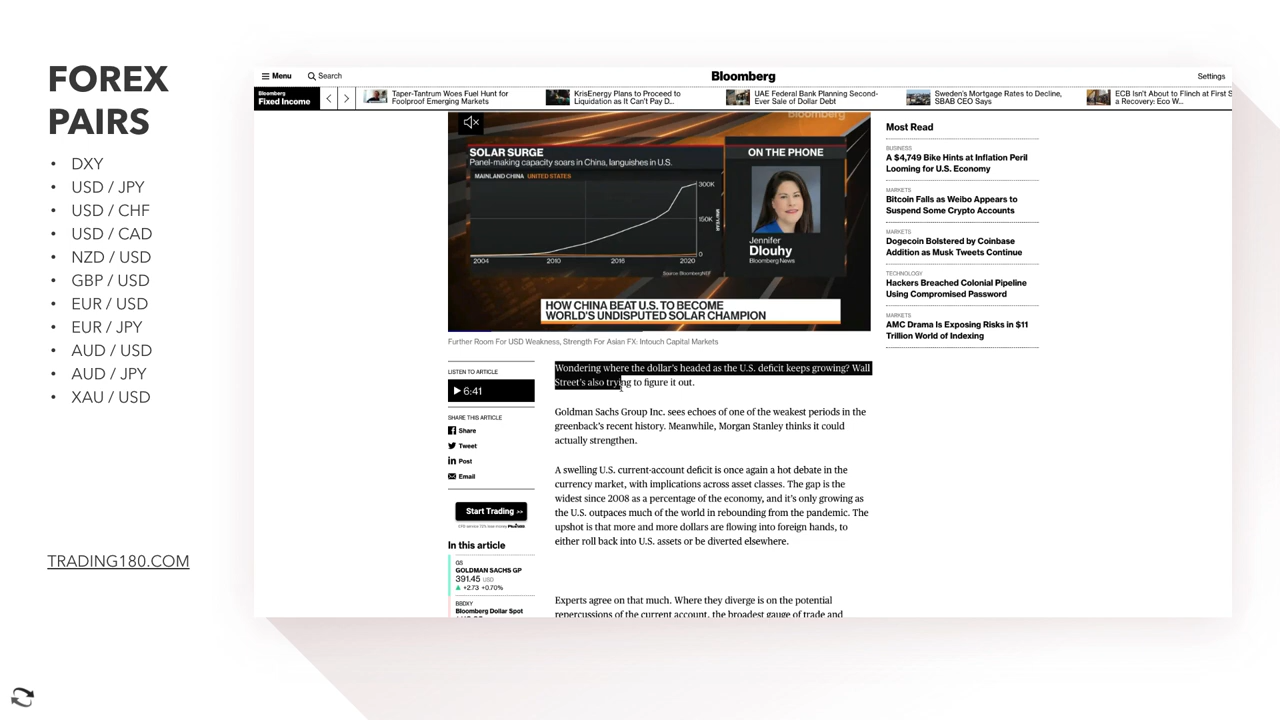 FOREX
PAIRS
• DXY
• USD / JPY
• USD / CHF
• USD / CAD
• NZD / USD
• GBP / USD
• EUR / USD
• EUR / JPY
• AUD / USD
• AUD / JPY
• XAU / USD
TRADING180.COM
Menu
Search
Bloomberg
Settings
Bloomberg
Fixed Income
Taper-Tantrum Woes Fuel Hunt for
Foolproof Emerging Markets
KrisEnergy Plans to Proceed to
Liquidation as It Can't Pay D...
UAE Federal Bank Planning Second-
Ever Sale of Dollar Debt
Sweden's Mortgage Rates to Decline,
SBAB CEO Says
ECB Isn't About to Flinch at First S
a Recovery: Eco W...
Bloomberg
SOLAR SURGE
Panel-making capacity soars in China, languishes in U.S.
MAINLAND CHINA UNITED STATES
300K
150K
0
MW/YEAR
2004
2010
2016
2020
Source: BloombergNEF
ON THE PHONE
Jennifer
Dlouhy
Bloomberg News
HOW CHINA BEAT U.S. TO BECOME
WORLD'S UNDISPUTED SOLAR CHAMPION
Further Room For USD Weakness, Strength For Asian FX: Intouch Capital Markets
LISTEN TO ARTICLE
6:41
SHARE THIS ARTICLE
Share
Tweet
Post
Email
Start Trading >>
In this article
GS
GOLDMAN SACHS GP
391.45 USD
▲ +2.73 +0.70%
BBDXY
Bloomberg Dollar Spot
Wondering where the dollar's headed as the U.S. deficit keeps growing? Wall
Street's also trying to figure it out.
Goldman Sachs Group Inc. sees echoes of one of the weakest periods in the
greenback's recent history. Meanwhile, Morgan Stanley thinks it could
actually strengthen.
A swelling U.S. current-account deficit is once again a hot debate in the
currency market, with implications across asset classes. The gap is the
widest since 2008 as a percentage of the economy, and it's only growing as
the U.S. outpaces much of the world in rebounding from the pandemic. The
upshot is that more and more dollars are flowing into foreign hands, to
either roll back into U.S. assets or be diverted elsewhere.
Experts agree on that much. Where they diverge is on the potential
repercussions of the current account, the broadest gauge of trade and
Most Read
BUSINESS
A $4,749 Bike Hints at Inflation Peril
Looming for U.S. Economy
MARKETS
Bitcoin Falls as Weibo Appears to
Suspend Some Crypto Accounts
MARKETS
Dogecoin Bolstered by Coinbase
Addition as Musk Tweets Continue
TECHNOLOGY
Hackers Breached Colonial Pipeline
Using Compromised Password
MARKETS
AMC Drama Is Exposing Risks in $11
Trillion World of Indexing